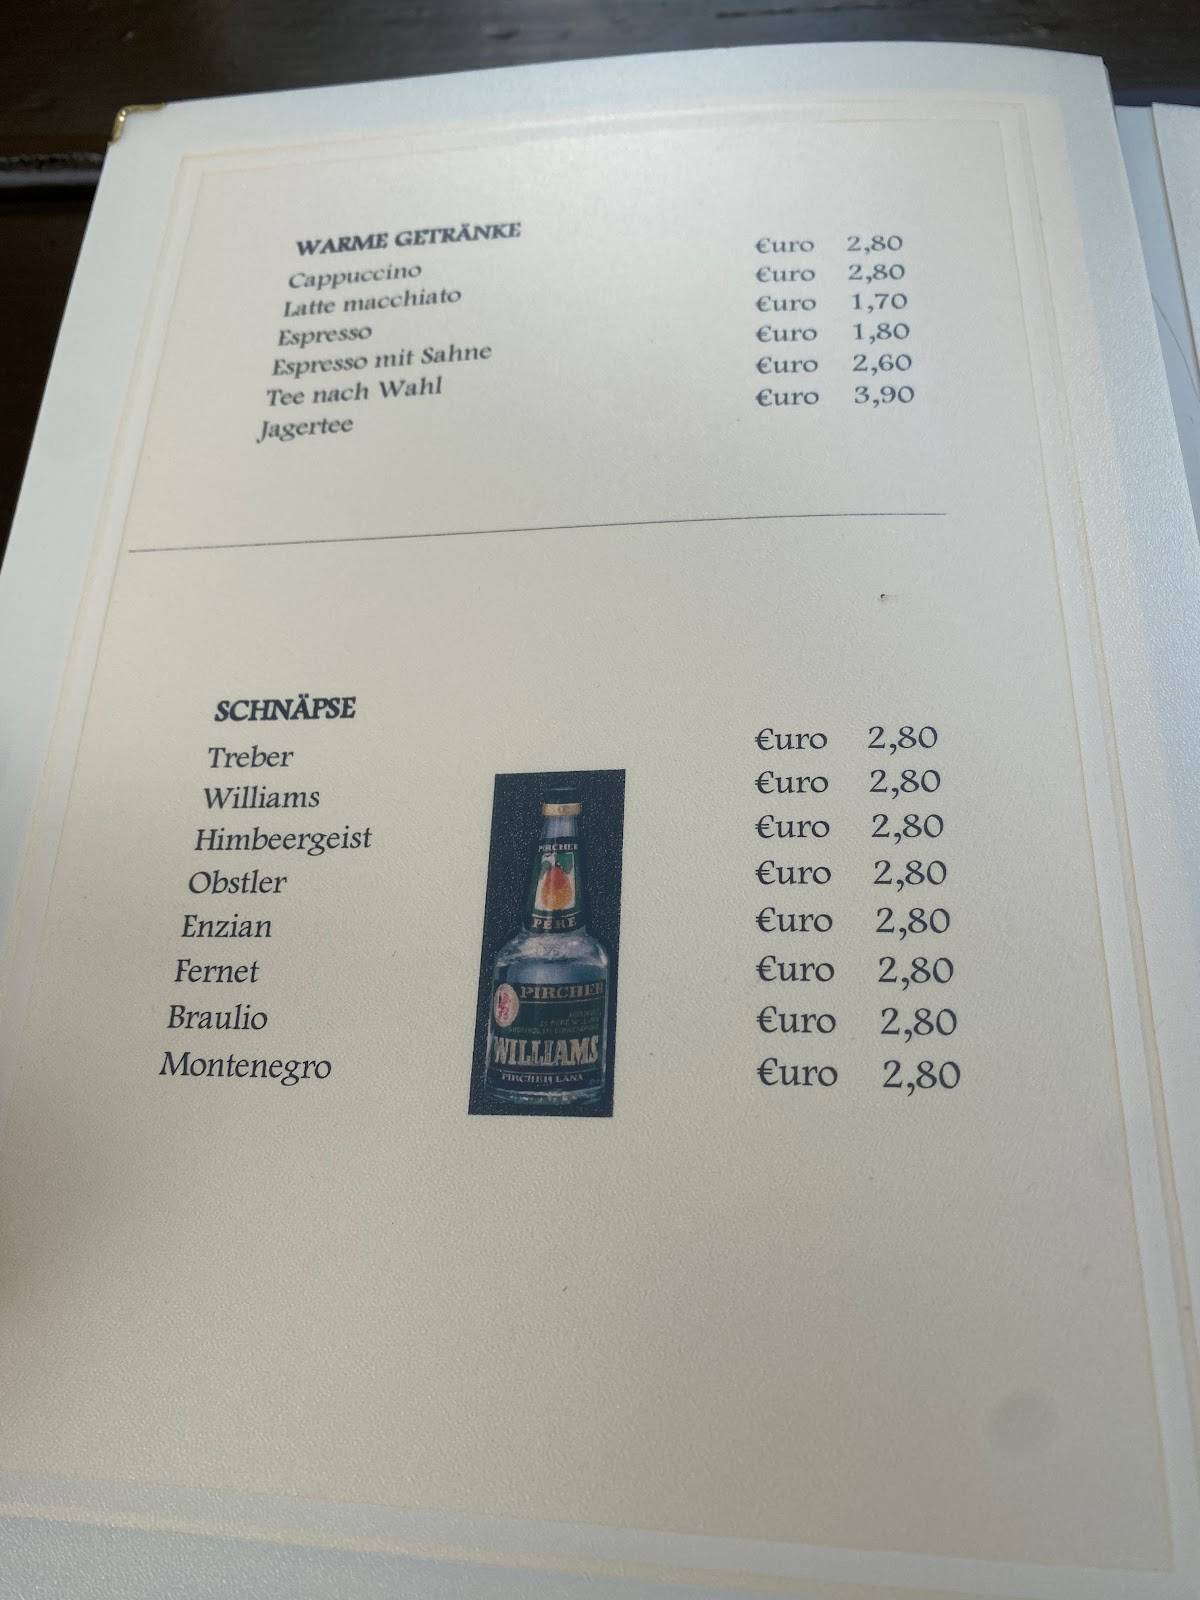 WARME GETRÄNKE
Cappuccino €uro 2,80
Latte macchiato €uro 2,80
Espresso €uro 1,70
Espresso mit Sahne €uro 1,80
Tee nach Wahl €uro 2,60
Jagertee €uro 3,90
SCHNÄPSE
Treber €uro 2,80
Williams €uro 2,80
Himbeergeist €uro 2,80
Obstler €uro 2,80
Enzian €uro 2,80
Fernet €uro 2,80
Braulio €uro 2,80
Montenegro €uro 2,80
PIRCHER
PERE
PIRCHER
WILLIAMS
PIRCHER LANA